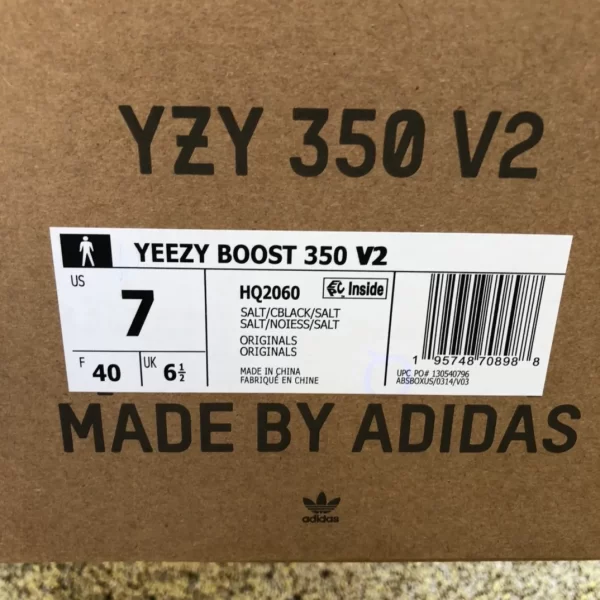 YZY 350 V2
YEEZY BOOST 350 V2
US
7
F 40
UK 6½
HQ2060
Inside
SALT/CBLACK/SALT
SALT/NOIESS/SALT
ORIGINALS
ORIGINALS
MADE IN CHINA
FABRIQUÉ EN CHINE
1 95748 70898 8
UPC PO# 130540796
ABSBOXUS/0314/V03
MADE BY ADIDAS
adidas